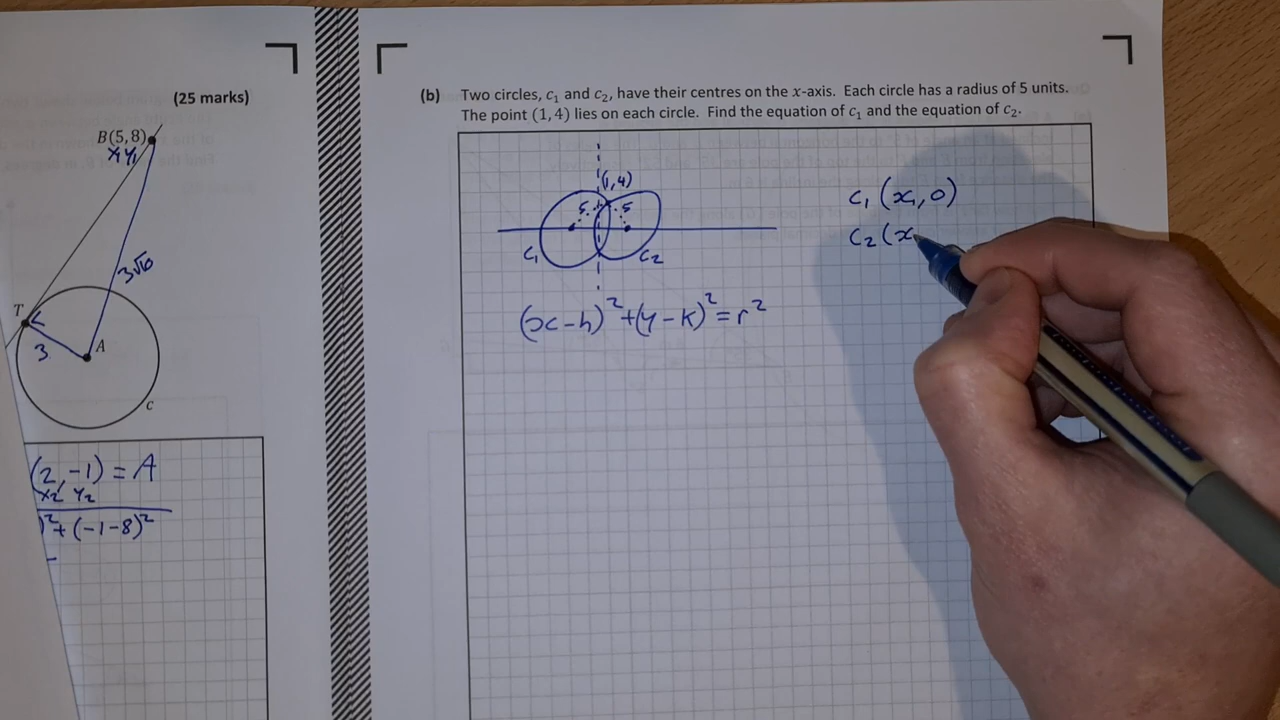 (25 marks)
B(5,8)
x₁ y₁
3√10
T
3
A
c
(2,-1) = A
x₂ y₂
)²+(-1-8)²
(b) Two circles, c₁ and c₂, have their centres on the x-axis. Each circle has a radius of 5 units.
The point (1, 4) lies on each circle. Find the equation of c₁ and the equation of c₂.
(1,4)
5 5
C₁ C₂
(x-h)²+(y-k)²=r²
C₁ (x₁,0)
C₂ (x